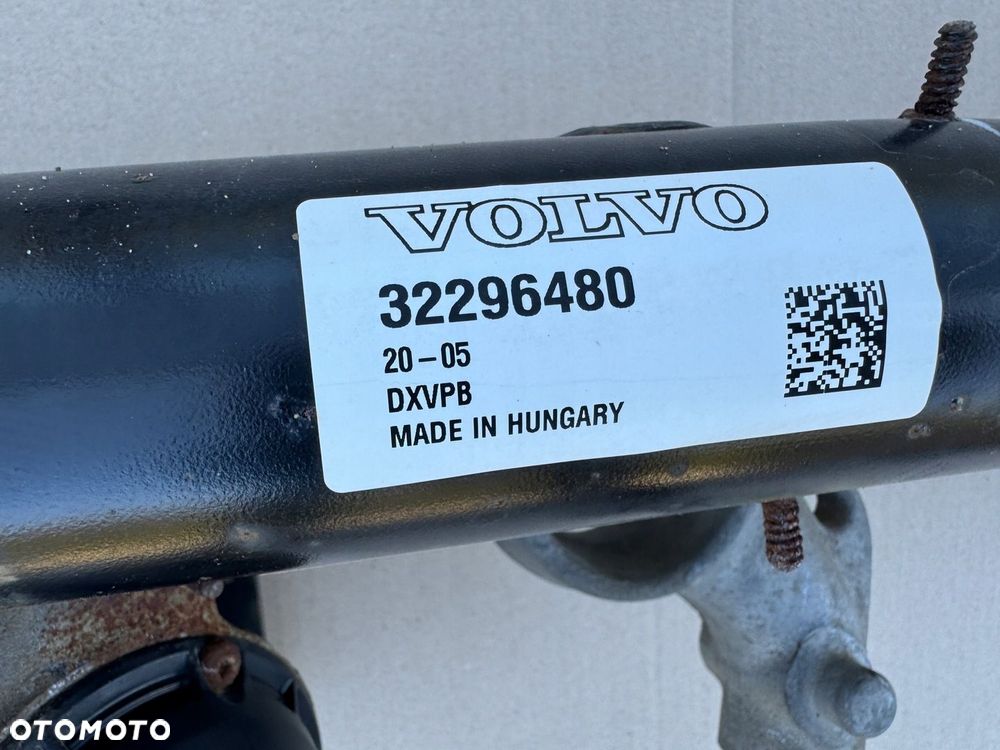 VOLVO
32296480
20-05
DXVPB
MADE IN HUNGARY
OTOMOTO